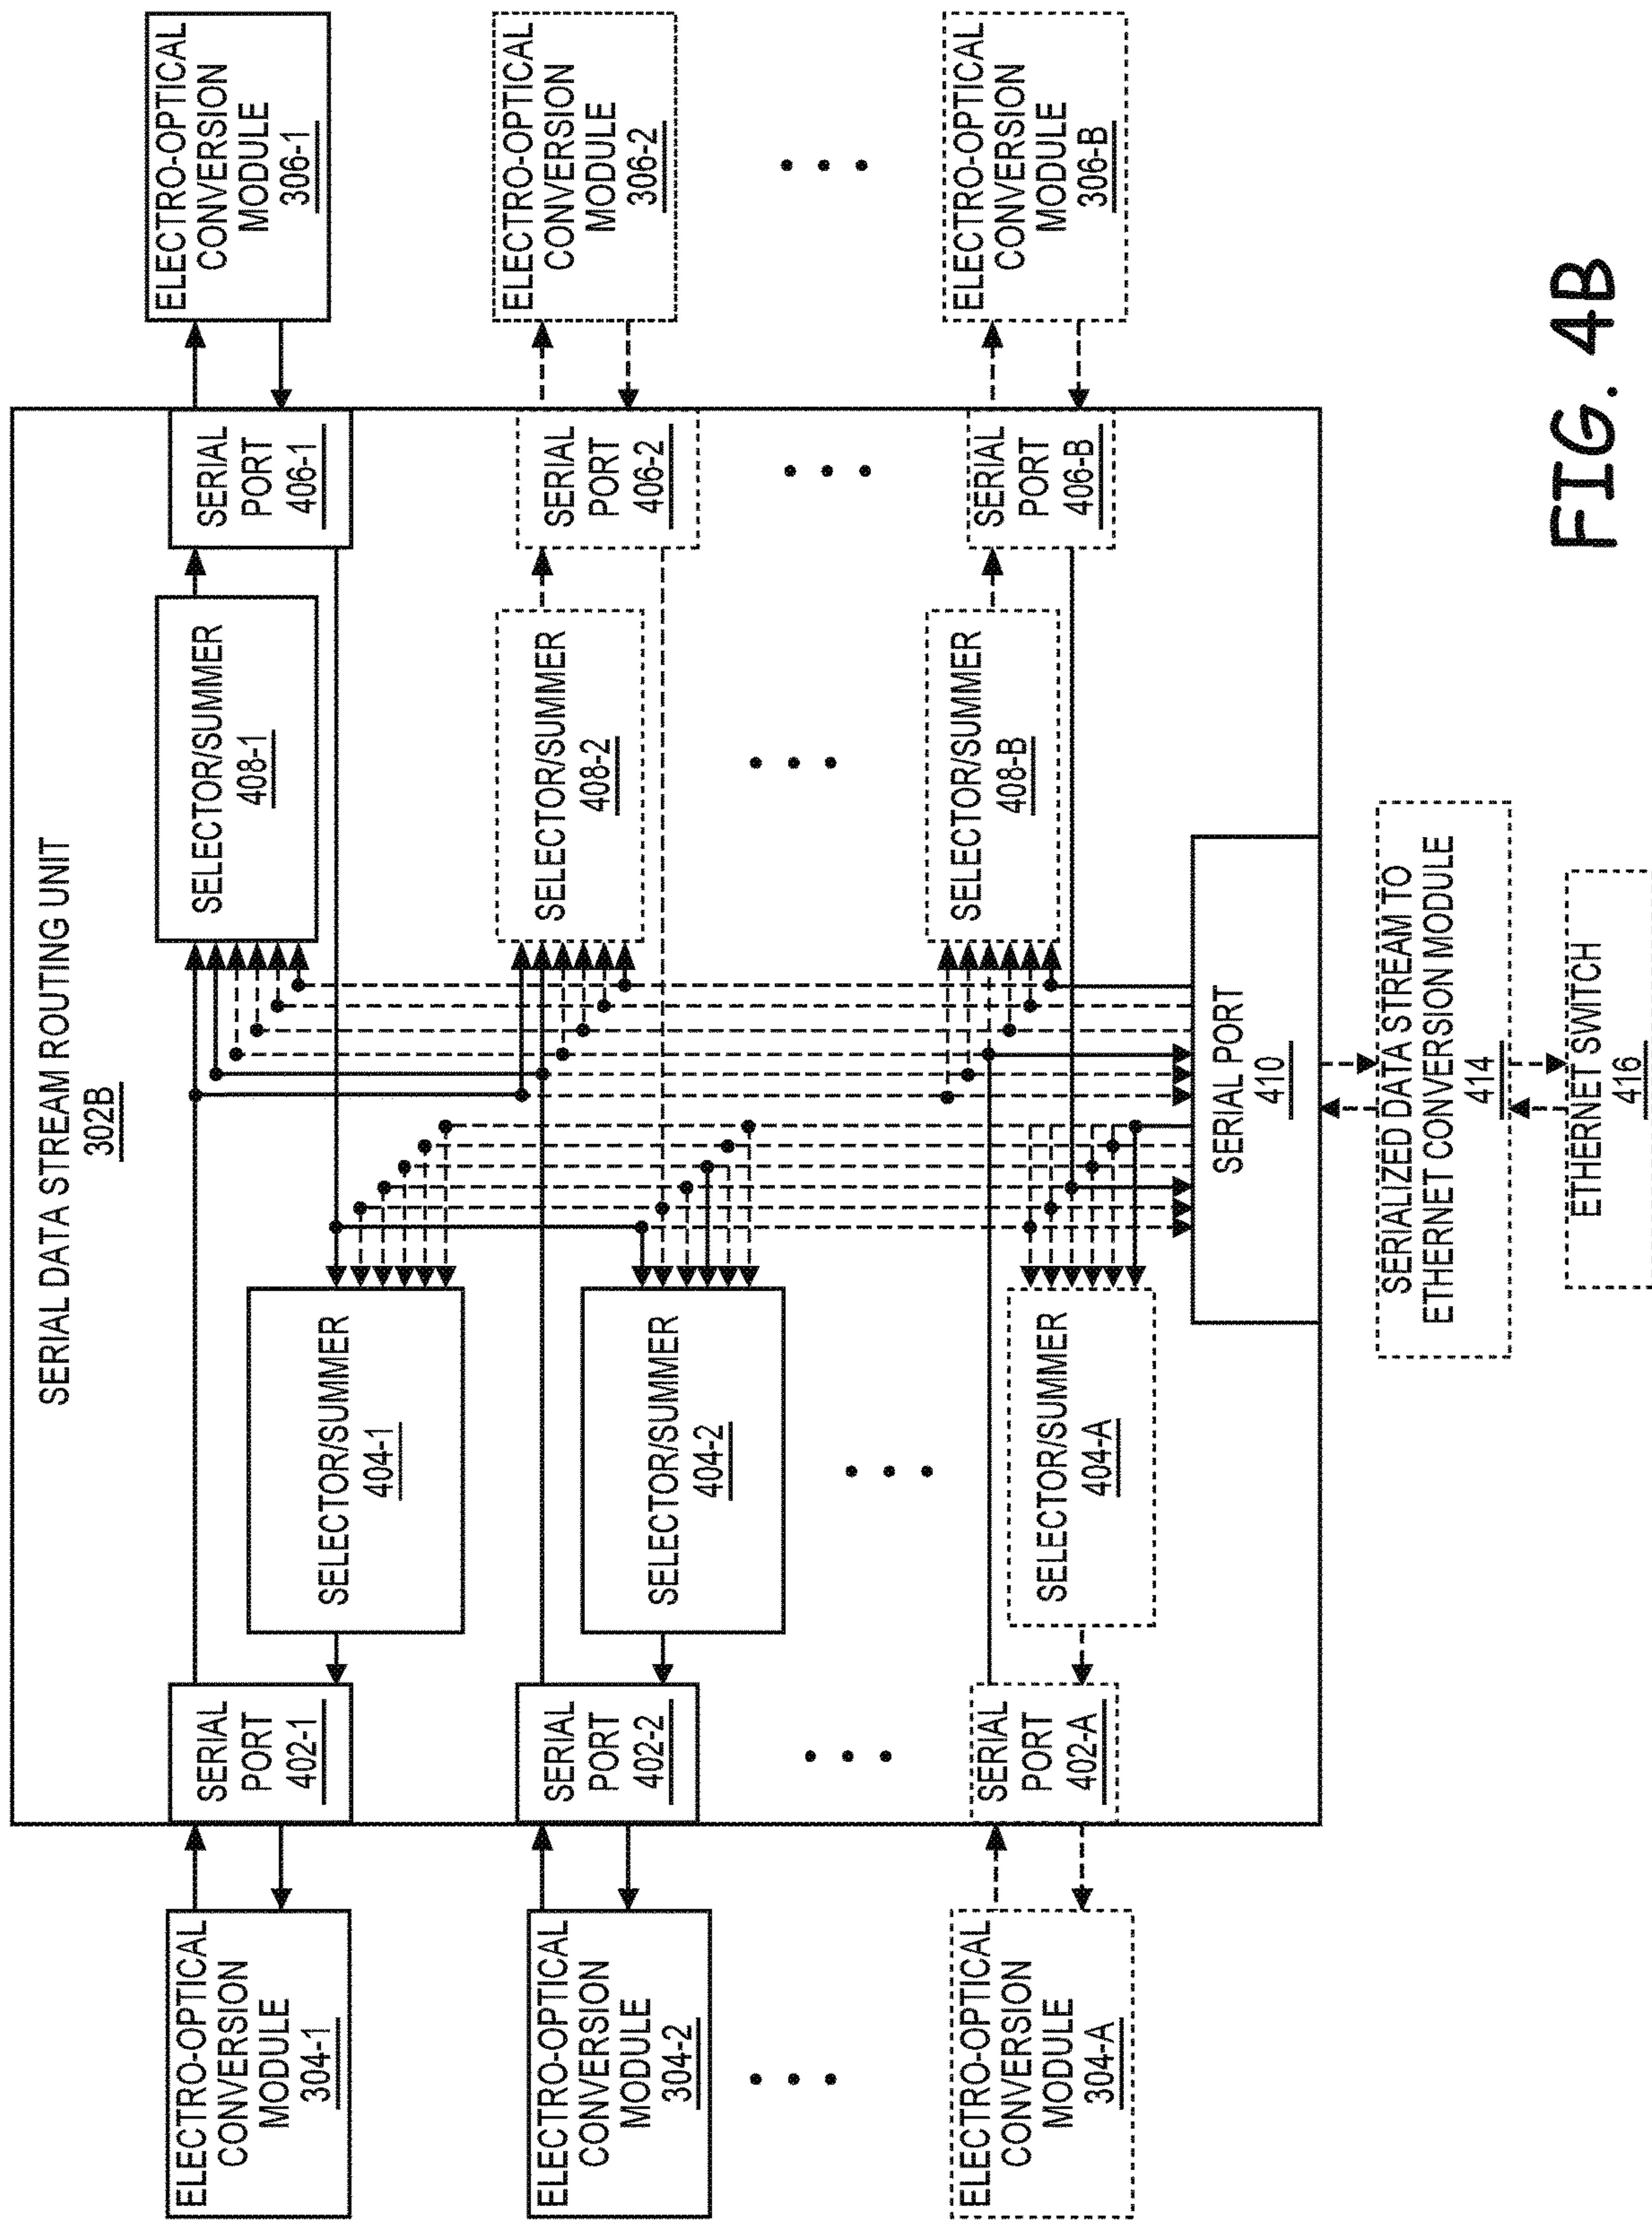 SERIAL DATA STREAM ROUTING UNIT
302B
ELECTRO-OPTICAL
CONVERSION
MODULE
304-1
SERIAL
PORT
402-1
SELECTOR/SUMMER
404-1
SELECTOR/SUMMER
408-1
SERIAL
PORT
406-1
ELECTRO-OPTICAL
CONVERSION
MODULE
306-1
ELECTRO-OPTICAL
CONVERSION
MODULE
304-2
SERIAL
PORT
402-2
SELECTOR/SUMMER
404-2
SELECTOR/SUMMER
408-2
SERIAL
PORT
406-2
ELECTRO-OPTICAL
CONVERSION
MODULE
306-2
ELECTRO-OPTICAL
CONVERSION
MODULE
304-A
SERIAL
PORT
402-A
SELECTOR/SUMMER
404-A
SELECTOR/SUMMER
408-B
SERIAL
PORT
406-B
ELECTRO-OPTICAL
CONVERSION
MODULE
306-B
SERIAL PORT
410
SERIALIZED DATA STREAM TO
ETHERNET CONVERSION MODULE
414
ETHERNET SWITCH
416
FIG. 4B